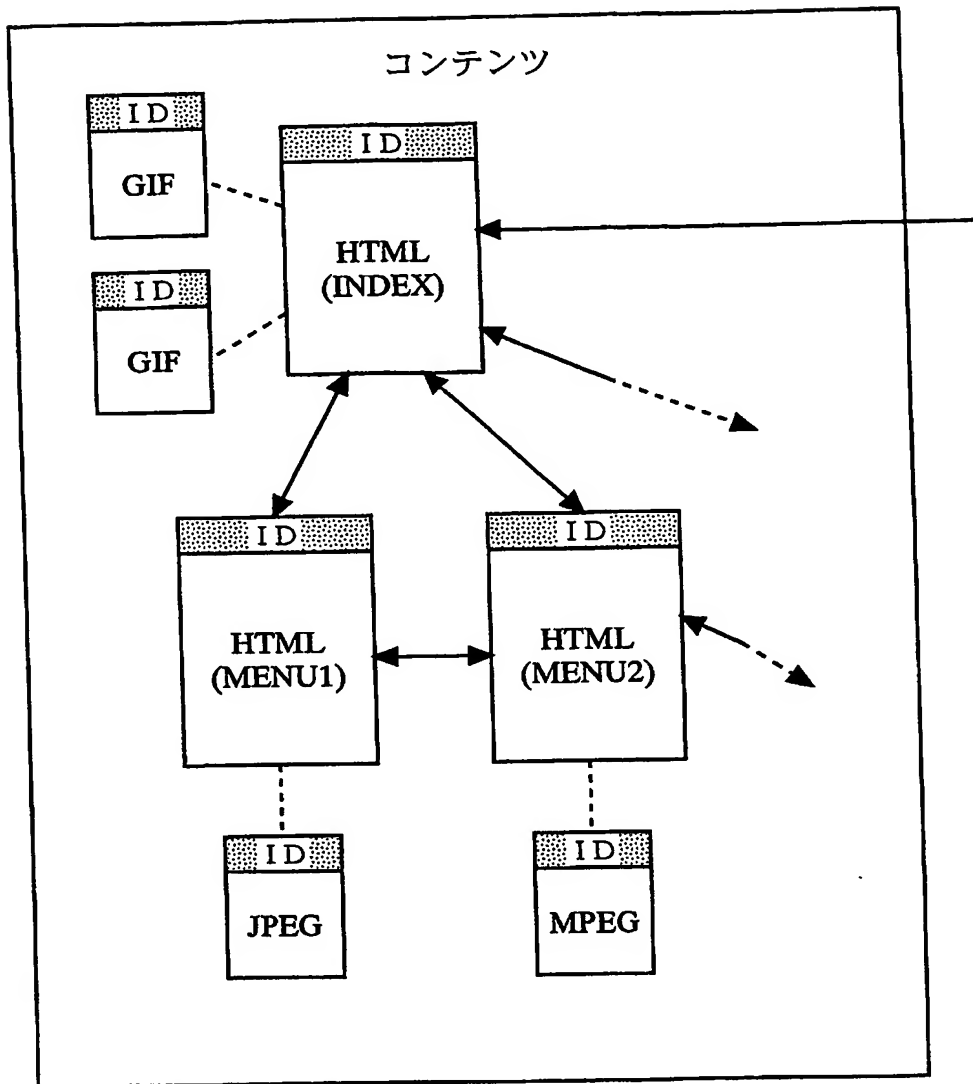 コンテンツ
ID
GIF
ID
HTML
(INDEX)
ID
GIF
ID
HTML
(MENU1)
ID
HTML
(MENU2)
ID
JPEG
ID
MPEG